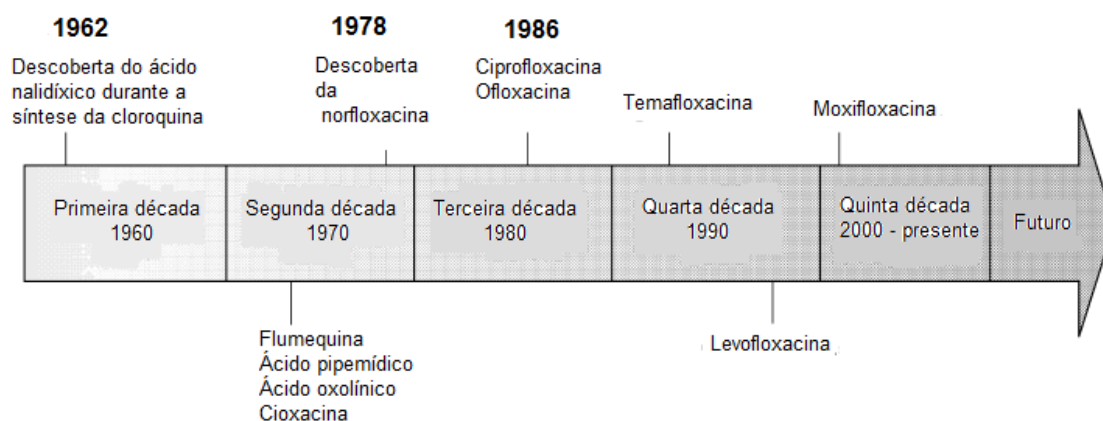 1962
Descoberta do ácido
nalidíxico durante a
síntese da cloroquina
1978
Descoberta
da
norfloxacina
1986
Ciprofloxacina
Ofloxacina
Temafloxacina
Moxifloxacina
Primeira década
1960
Segunda década
1970
Terceira década
1980
Quarta década
1990
Quinta década
2000 - presente
Futuro
Flumequina
Ácido pipemídico
Ácido oxolínico
Cioxacina
Levofloxacina